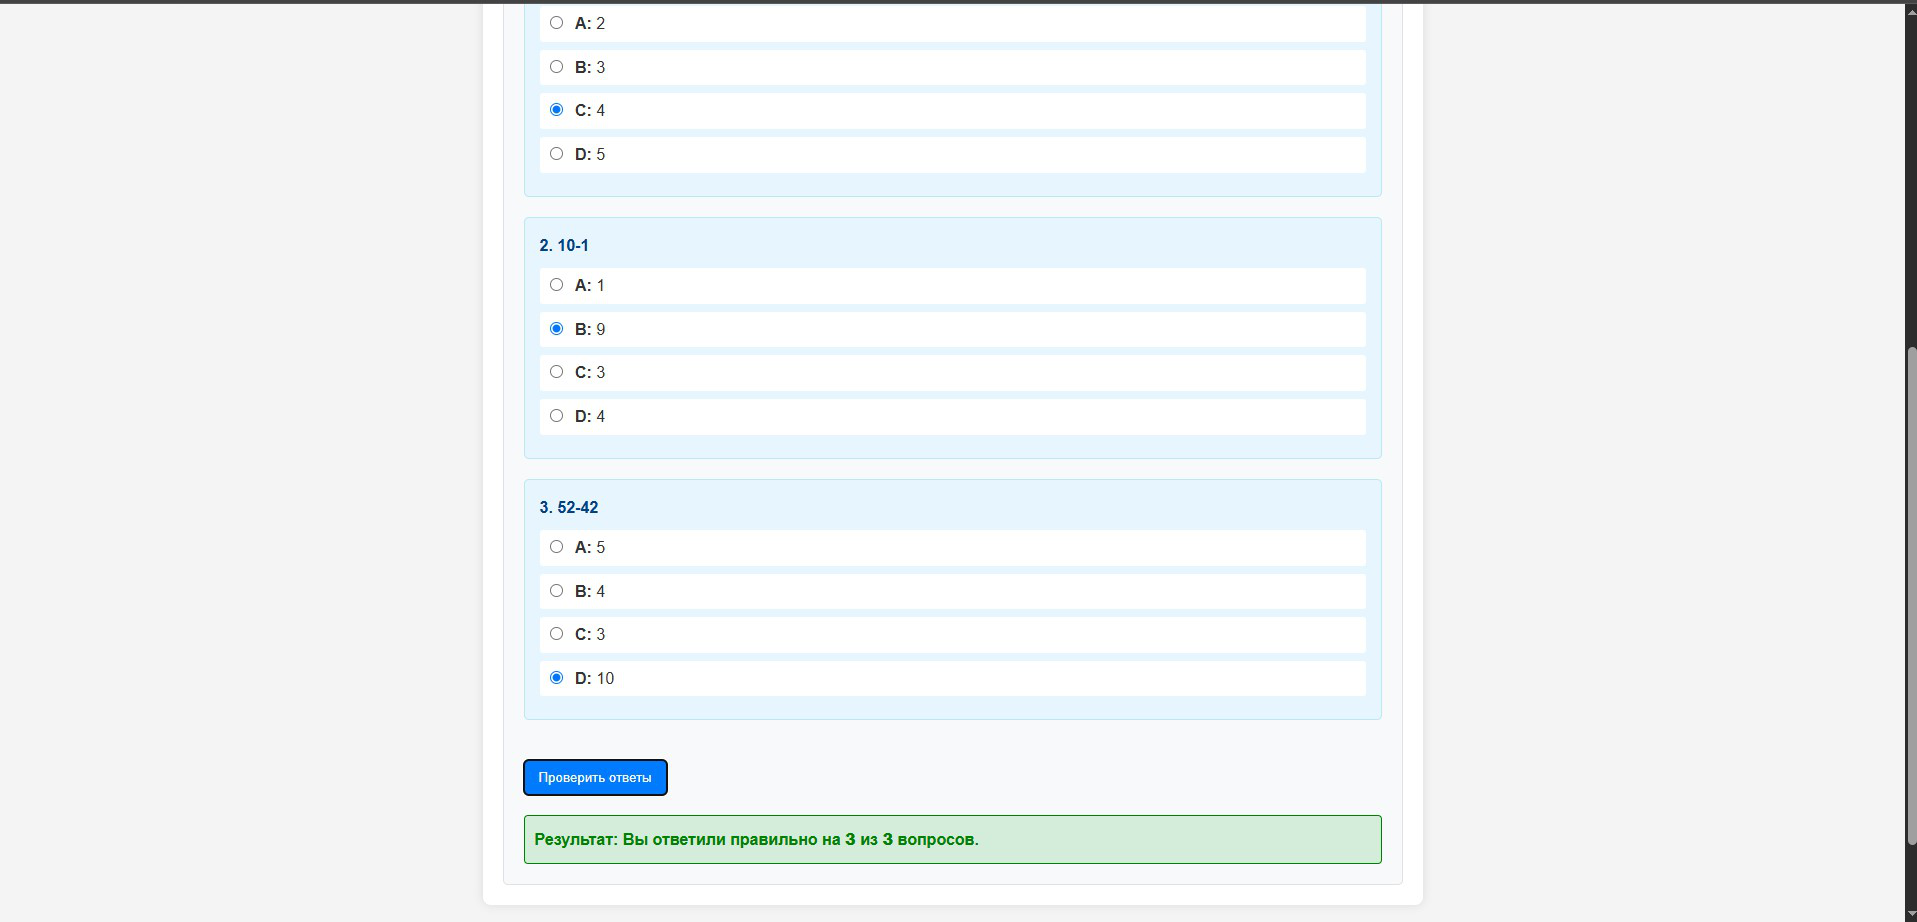 A: 2
B: 3
C: 4
D: 5
2. 10-1
A: 1
B: 9
C: 3
D: 4
3. 52-42
A: 5
B: 4
C: 3
D: 10
Проверить ответы
Результат: Вы ответили правильно на 3 из 3 вопросов.